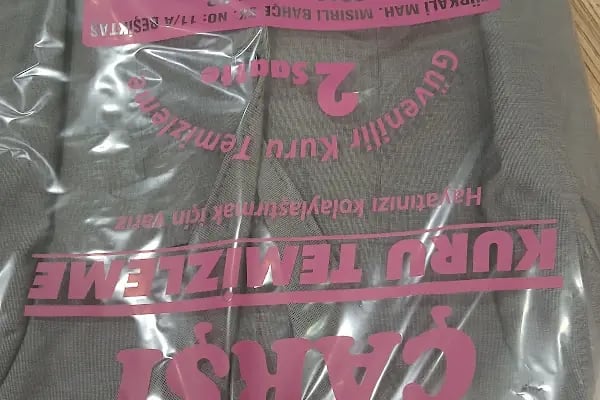 ÇARŞI
KURU TEMİZLEME
Hayatınızı kolaylaştırmak için varız
Güvenilir Kuru Temizleme
2 Saatte
TÜRKALİ MAH. MISIRLI BAHÇE SK. NO: 11/A BEŞİKTAŞ